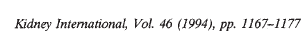 Kidney International, Vol. 46 (1994), pp. 1167–1177